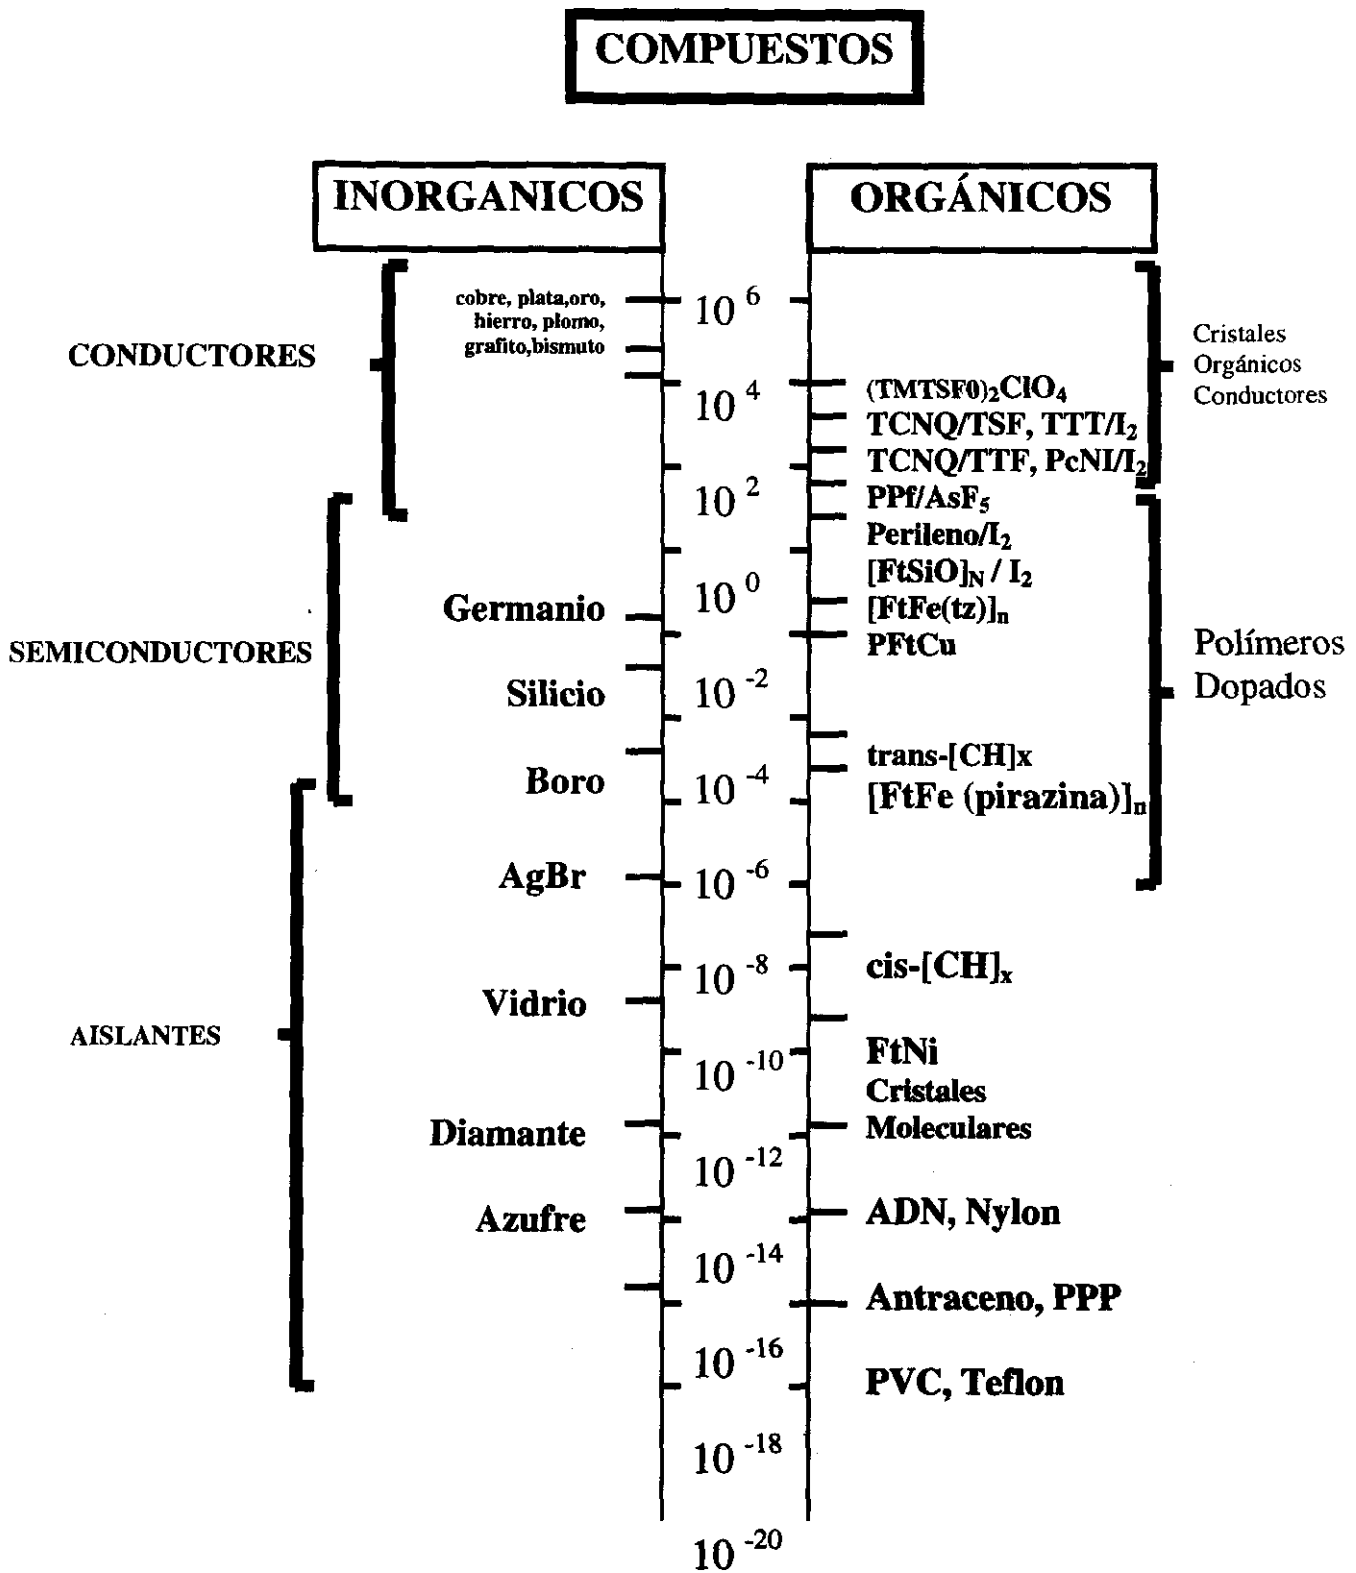 COMPUESTOS
INORGANICOS
ORGÁNICOS
CONDUCTORES
SEMICONDUCTORES
AISLANTES
cobre, plata,oro,
hierro, plomo,
grafito,bismuto
Germanio
Silicio
Boro
AgBr
Vidrio
Diamante
Azufre
10 ⁶
10 ⁴
10 ²
10 ⁰
10 ⁻²
10 ⁻⁴
10 ⁻⁶
10 ⁻⁸
10 ⁻¹⁰
10 ⁻¹²
10 ⁻¹⁴
10 ⁻¹⁶
10 ⁻¹⁸
10 ⁻²⁰
(TMTSF0)₂ClO₄
TCNQ/TSF, TTT/I₂
TCNQ/TTF, PcNI/I₂
PPf/AsF₅
Perileno/I₂
[FtSiO]N / I₂
[FtFe(tz)]ₙ
PFtCu
trans-[CH]x
[FtFe (pirazina)]ₙ
cis-[CH]ₓ
FtNi
Cristales
Moleculares
ADN, Nylon
Antraceno, PPP
PVC, Teflon
Cristales
Orgánicos
Conductores
Polímeros
Dopados